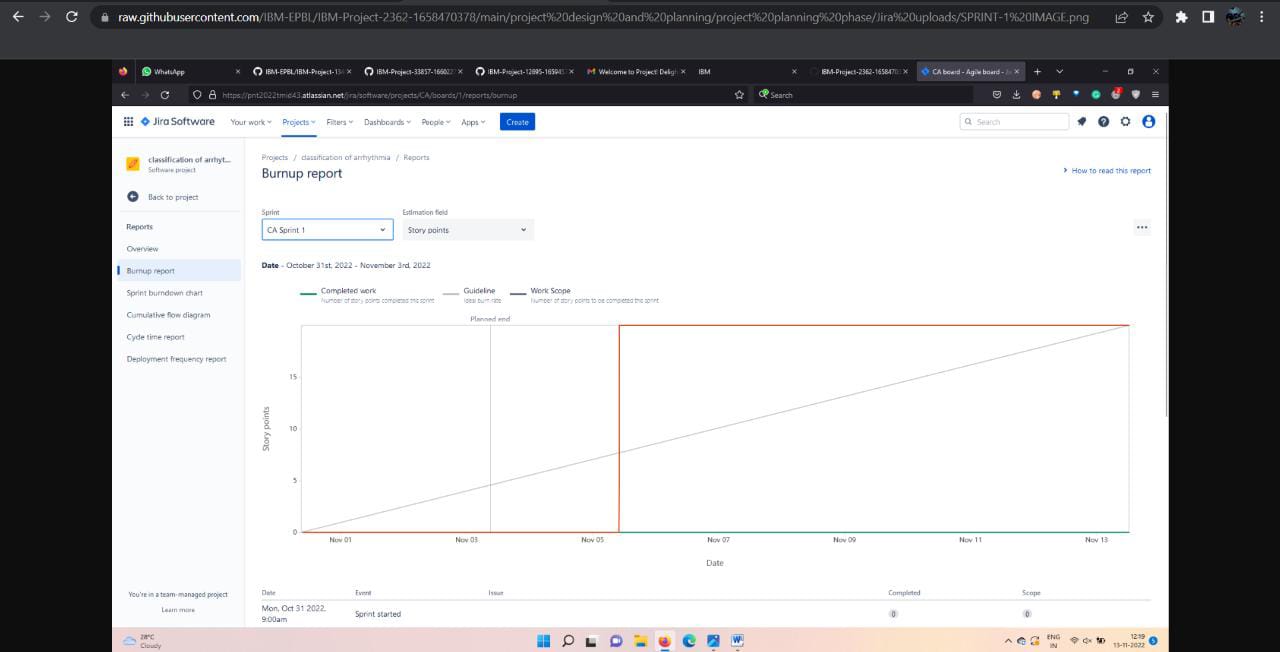 raw.githubusercontent.com/IBM-EPBL/IBM-Project-2362-1658470378/main/project%20design%20and%20planning/project%20planning%20phase/Jira%20uploads/SPRINT-1%20IMAGE.png
WhatsApp
IBM-EPBL/IBM-Project-134
IBM-Project-33857-166022
IBM-Project-12695-165945
Welcome to Project! Deligh
IBM
IBM-Project-2362-1658470
CA board - Agile board - Ji
https://pnt2022tmid43.atlassian.net/jira/software/projects/CA/boards/1/reports/burnup
Search
Jira Software
Your work
Projects
Filters
Dashboards
People
Apps
Create
Search
classification of arrhyt...
Software project
Back to project
Reports
Overview
Burnup report
Sprint burndown chart
Cumulative flow diagram
Cycle time report
Deployment frequency report
You're in a team-managed project
Learn more
Projects / classification of arrhythmia / Reports
Burnup report
How to read this report
Sprint
Estimation field
CA Sprint 1
Story points
Date - October 31st, 2022 - November 3rd, 2022
Completed work
Number of story points completed this sprint
Guideline
Ideal burn rate
Work Scope
Number of story points to be completed this sprint
Planned end
15
10
5
0
Story points
Nov 01
Nov 03
Nov 05
Nov 07
Nov 09
Nov 11
Nov 13
Date
Date
Event
Issue
Completed
Scope
Mon, Oct 31 2022,
9:00am
Sprint started
0
0
28°C
Cloudy
ENG
IN
12:19
13-11-2022
5